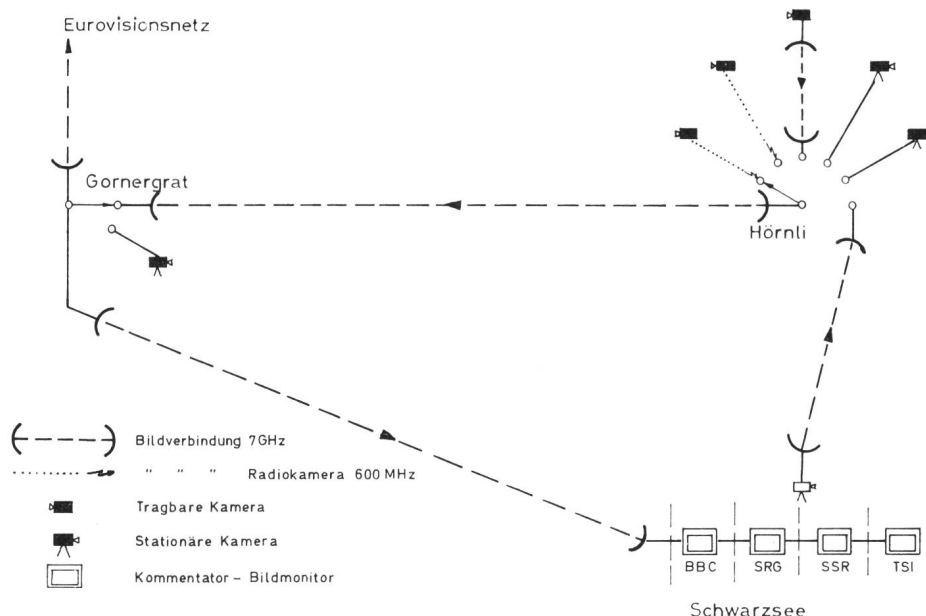 Eurovisionsnetz
Gornergrat
Hörnli
Bildverbindung 7GHz
" " " Radiokamera 600 MHz
Tragbare Kamera
Stationäre Kamera
Kommentator – Bildmonitor
BBC SRG SSR TSI
Schwarzsee